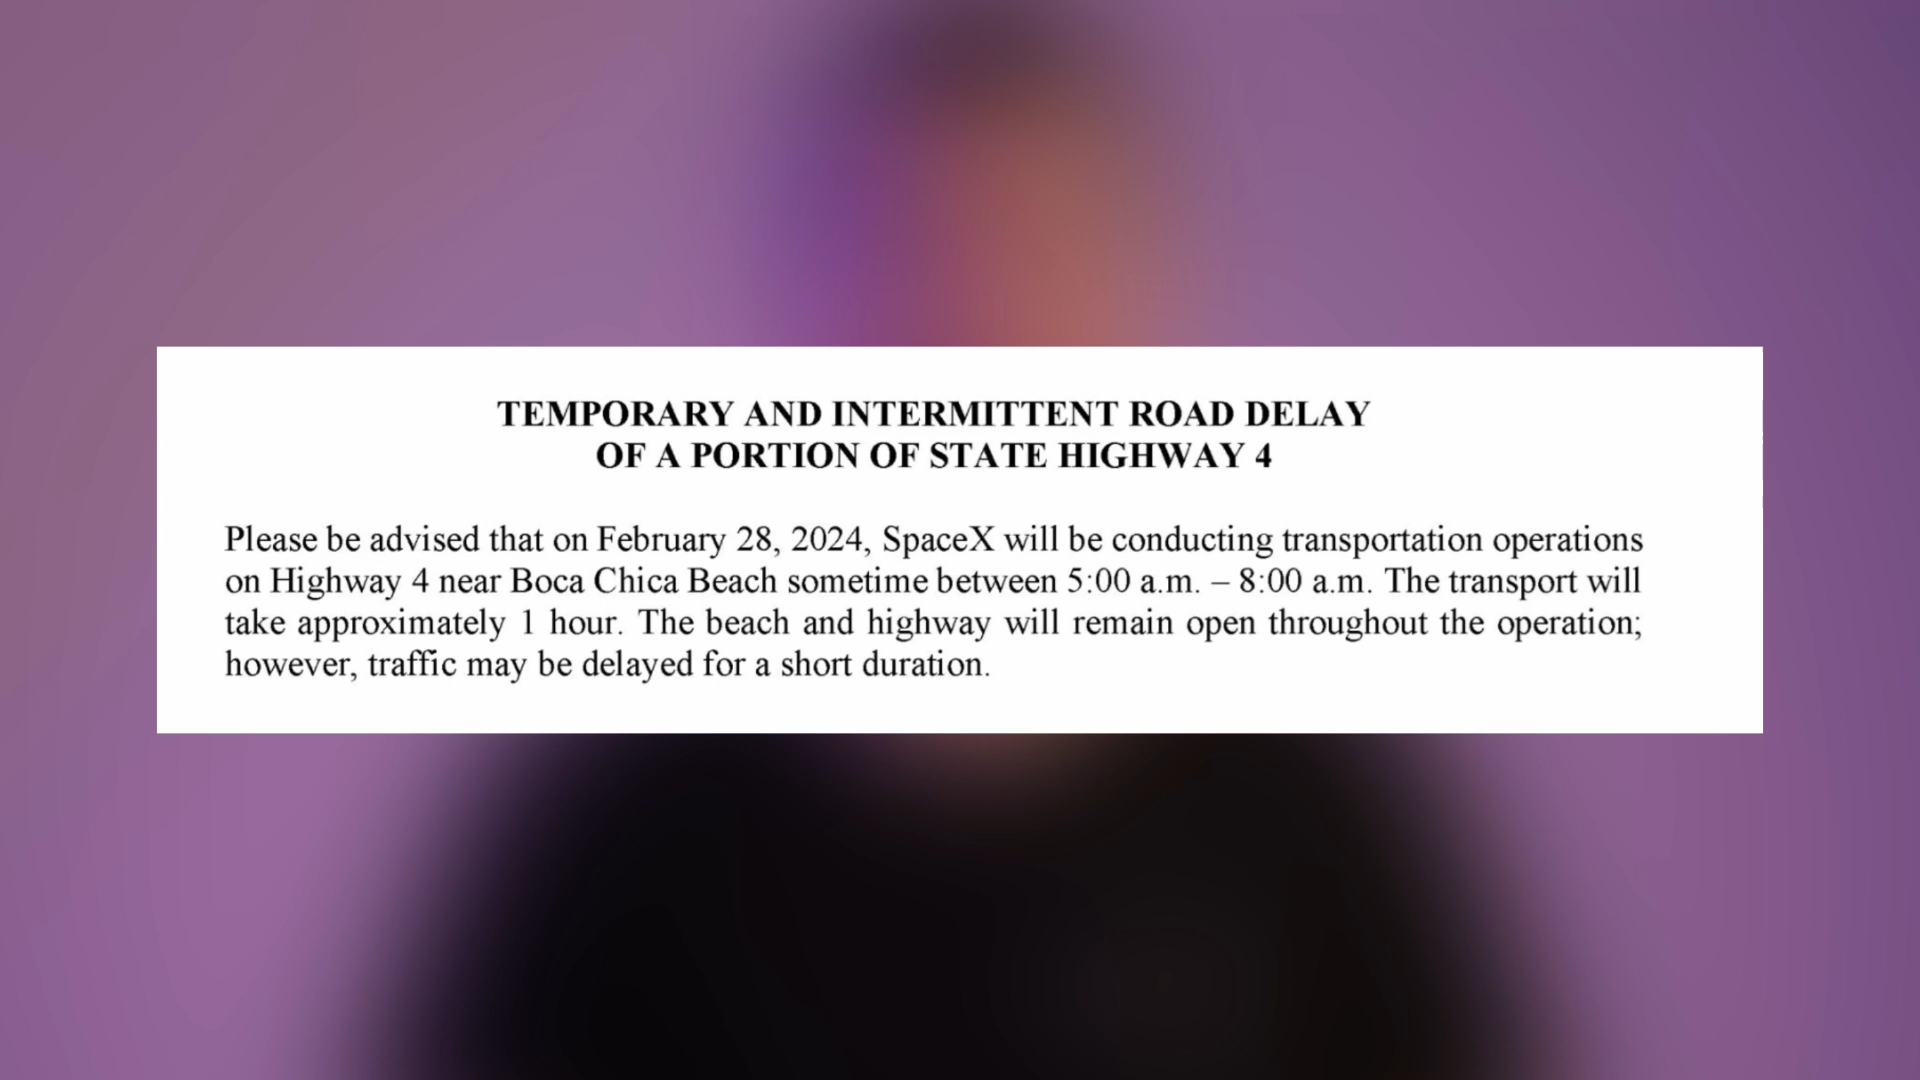 TEMPORARY AND INTERMITTENT ROAD DELAY
OF A PORTION OF STATE HIGHWAY 4
Please be advised that on February 28, 2024, SpaceX will be conducting transportation operations
on Highway 4 near Boca Chica Beach sometime between 5:00 a.m. – 8:00 a.m. The transport will
take approximately 1 hour. The beach and highway will remain open throughout the operation;
however, traffic may be delayed for a short duration.